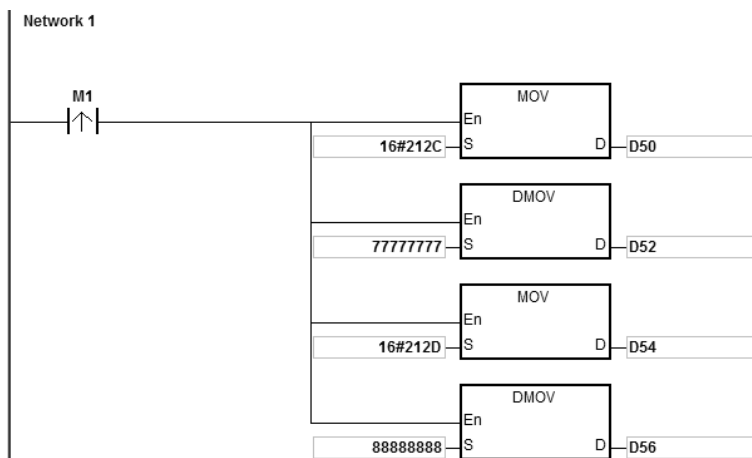 Network 1
M1
MOV
En
16#212C S D D50
DMOV
En
77777777 S D D52
MOV
En
16#212D S D D54
DMOV
En
88888888 S D D56